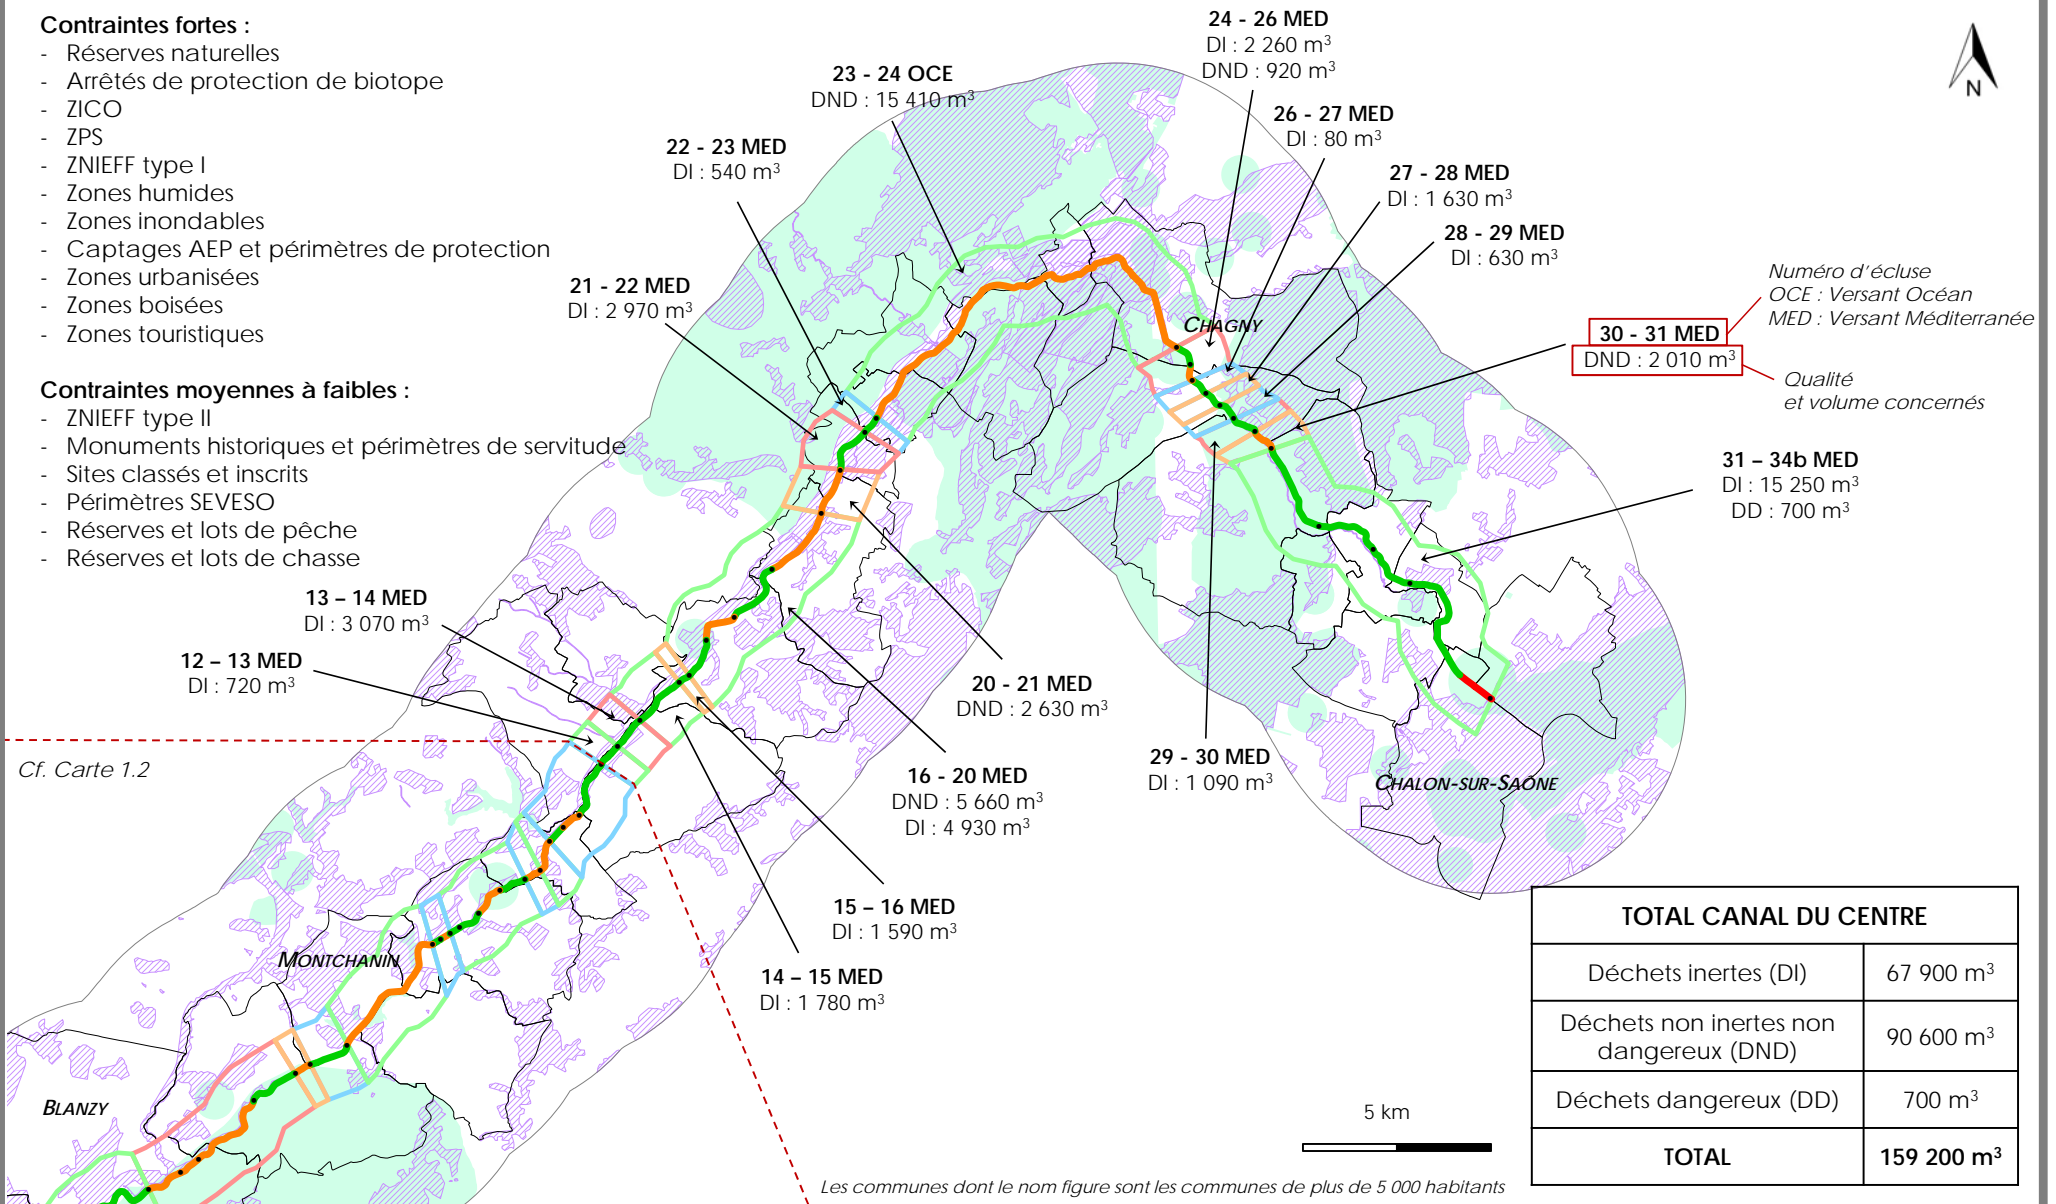 Contraintes fortes :
- Réserves naturelles
- Arrêtés de protection de biotope
- ZICO
- ZPS
- ZNIEFF type I
- Zones humides
- Zones inondables
- Captages AEP et périmètres de protection
- Zones urbanisées
- Zones boisées
- Zones touristiques
Contraintes moyennes à faibles :
- ZNIEFF type II
- Monuments historiques et périmètres de servitude
- Sites classés et inscrits
- Périmètres SEVESO
- Réserves et lots de pêche
- Réserves et lots de chasse
24 - 26 MED
DI : 2 260 m³
DND : 920 m³
23 - 24 OCE
DND : 15 410 m³
26 - 27 MED
DI : 80 m³
22 - 23 MED
DI : 540 m³
27 - 28 MED
DI : 1 630 m³
28 - 29 MED
DI : 630 m³
21 - 22 MED
DI : 2 970 m³
N
Numéro d'écluse
OCE : Versant Océan
MED : Versant Méditerranée
30 - 31 MED
DND : 2 010 m³
Qualité
et volume concernés
CHAGNY
31 – 34b MED
DI : 15 250 m³
DD : 700 m³
13 – 14 MED
DI : 3 070 m³
12 – 13 MED
DI : 720 m³
20 - 21 MED
DND : 2 630 m³
Cf. Carte 1.2
16 - 20 MED
DND : 5 660 m³
DI : 4 930 m³
29 - 30 MED
DI : 1 090 m³
CHALON-SUR-SAÔNE
15 – 16 MED
DI : 1 590 m³
14 – 15 MED
DI : 1 780 m³
MONTCHANIN
BLANZY
TOTAL CANAL DU CENTRE
Déchets inertes (DI) 67 900 m³
Déchets non inertes non
dangereux (DND) 90 600 m³
Déchets dangereux (DD) 700 m³
TOTAL 159 200 m³
5 km
Les communes dont le nom figure sont les communes de plus de 5 000 habitants